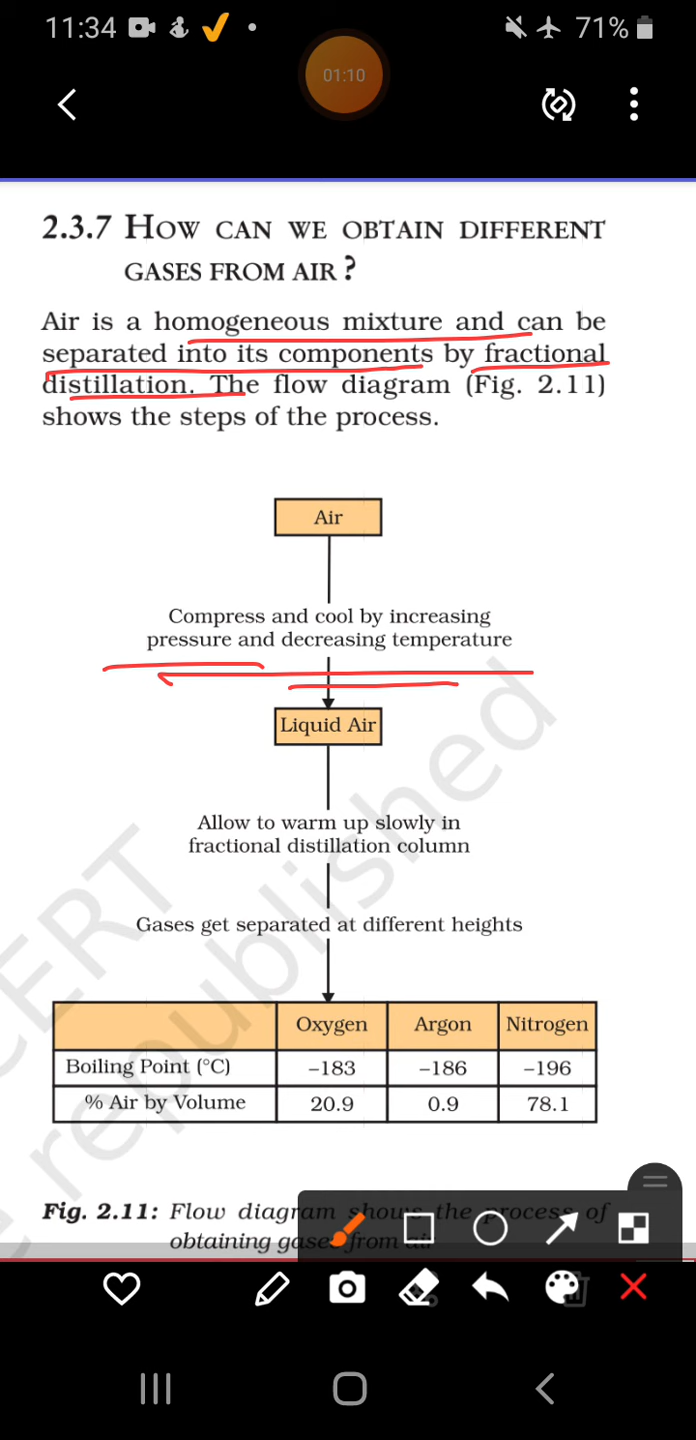 11:34
71%
01:10
2.3.7 HOW CAN WE OBTAIN DIFFERENT
GASES FROM AIR ?
Air is a homogeneous mixture and can be
separated into its components by fractional
distillation. The flow diagram (Fig. 2.11)
shows the steps of the process.
Air
Compress and cool by increasing
pressure and decreasing temperature
Liquid Air
Allow to warm up slowly in
fractional distillation column
Gases get separated at different heights
Oxygen Argon Nitrogen
Boiling Point (°C) –183 –186 –196
% Air by Volume 20.9 0.9 78.1
Fig. 2.11: Flow diagram shows the process of
obtaining gases from air
republished